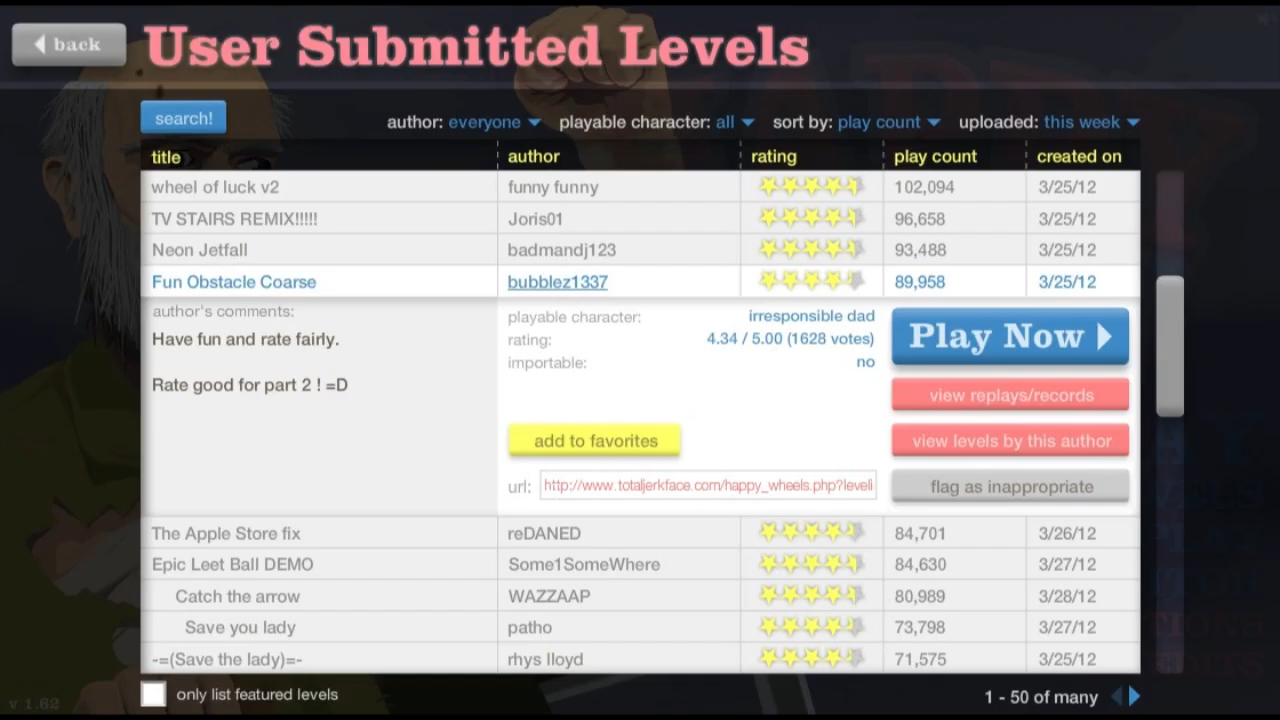 back
User Submitted Levels
search!
author: everyone playable character: all sort by: play count uploaded: this week
title author rating play count created on
wheel of luck v2 funny funny 102,094 3/25/12
TV STAIRS REMIX!!!!! Joris01 96,658 3/25/12
Neon Jetfall badmandj123 93,488 3/25/12
Fun Obstacle Coarse bubblez1337 89,958 3/25/12
author's comments:
Have fun and rate fairly.
Rate good for part 2 ! =D
playable character: irresponsible dad
rating: 4.34 / 5.00 (1628 votes)
importable: no
add to favorites
url: http://www.totaljerkface.com/happy_wheels.php?leveli
Play Now
view replays/records
view levels by this author
flag as inappropriate
The Apple Store fix reDANED 84,701 3/26/12
Epic Leet Ball DEMO Some1SomeWhere 84,630 3/27/12
Catch the arrow WAZZAAP 80,989 3/28/12
Save you lady patho 73,798 3/27/12
-=(Save the lady)=- rhys lloyd 71,575 3/25/12
only list featured levels
1 - 50 of many
v 1.62